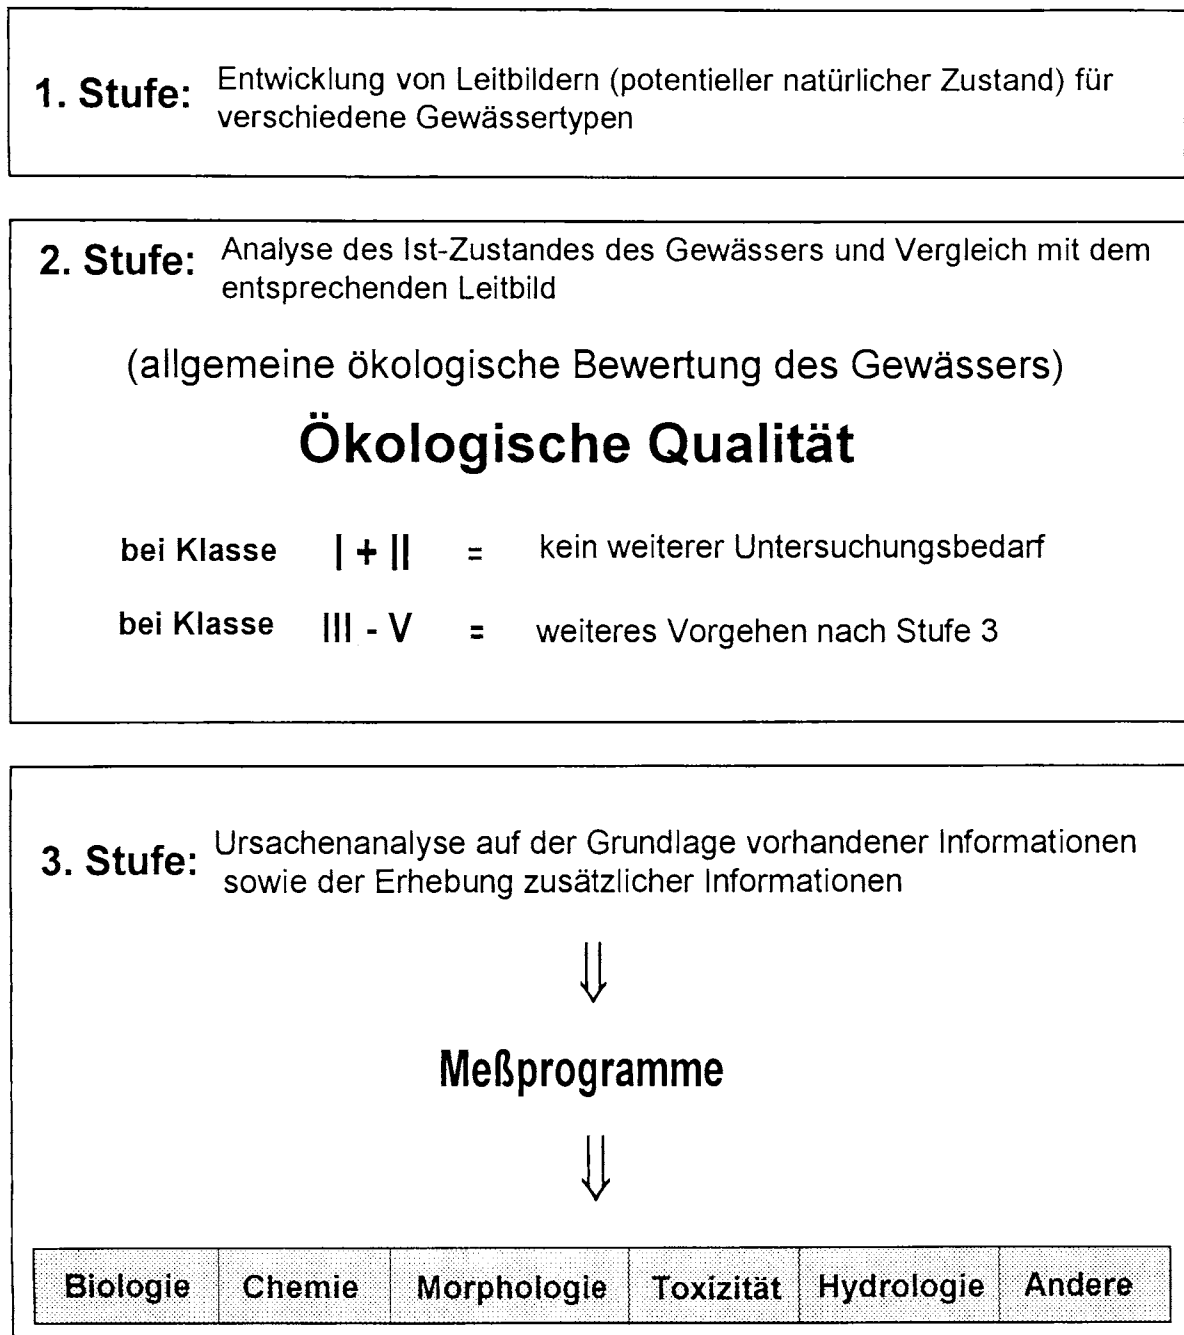 1. Stufe: Entwicklung von Leitbildern (potentieller natürlicher Zustand) für
verschiedene Gewässertypen
2. Stufe: Analyse des Ist-Zustandes des Gewässers und Vergleich mit dem
entsprechenden Leitbild
(allgemeine ökologische Bewertung des Gewässers)
Ökologische Qualität
bei Klasse I + II = kein weiterer Untersuchungsbedarf
bei Klasse III - V = weiteres Vorgehen nach Stufe 3
3. Stufe: Ursachenanalyse auf der Grundlage vorhandener Informationen
sowie der Erhebung zusätzlicher Informationen
⇓
Meßprogramme
⇓
Biologie Chemie Morphologie Toxizität Hydrologie Andere